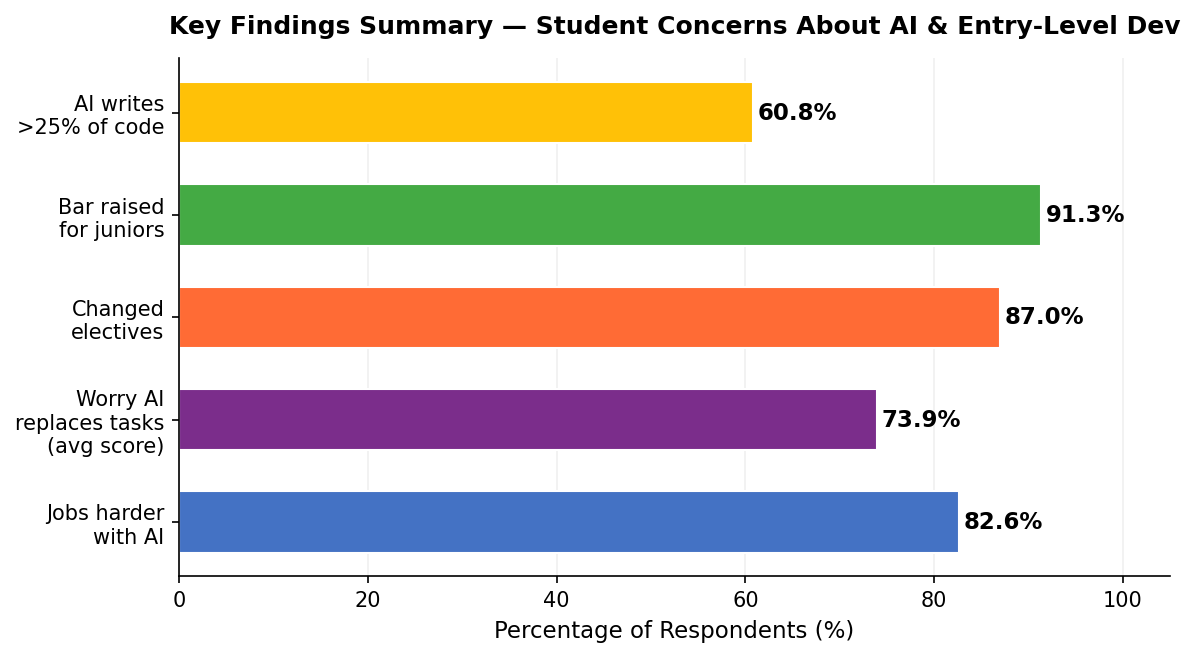 Key Findings Summary — Student Concerns About AI & Entry-Level Dev
AI writes
>25% of code
60.8%
Bar raised
for juniors
91.3%
Changed
electives
87.0%
Worry AI
replaces tasks
(avg score)
73.9%
Jobs harder
with AI
82.6%
0 20 40 60 80 100
Percentage of Respondents (%)